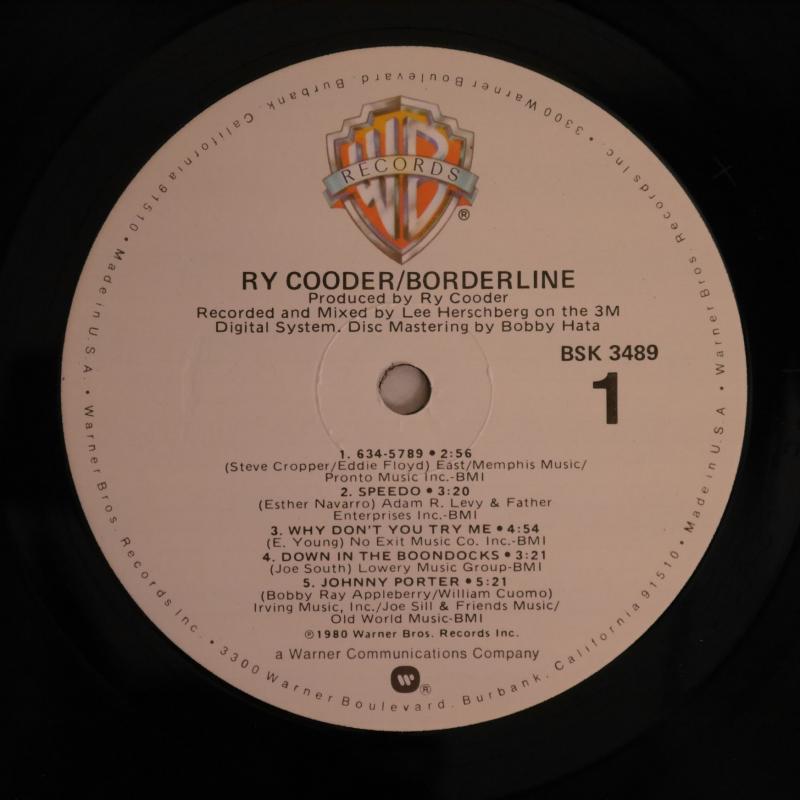 WB
RECORDS
®
RY COODER/BORDERLINE
Produced by Ry Cooder
Recorded and Mixed by Lee Herschberg on the 3M
Digital System. Disc Mastering by Bobby Hata
BSK 3489
1
1. 634-5789 • 2:56
(Steve Cropper/Eddie Floyd) East/Memphis Music/
Pronto Music Inc.-BMI
2. SPEEDO • 3:20
(Esther Navarro) Adam R. Levy & Father
Enterprises Inc.-BMI
3. WHY DON'T YOU TRY ME • 4:54
(E. Young) No Exit Music Co. Inc.-BMI
4. DOWN IN THE BOONDOCKS • 3:21
(Joe South) Lowery Music Group-BMI
5. JOHNNY PORTER • 5:21
(Bobby Ray Appleberry/William Cuomo)
Irving Music, Inc./Joe Sill & Friends Music/
Old World Music-BMI
℗1980 Warner Bros. Records Inc.
a Warner Communications Company
®
Warner Bros. Records Inc. • 3300 Warner Boulevard. Burbank. California 91510 • Made in U.S.A. • Warner Bros. Records Inc. • 3300 Warner Boulevard. Burbank. California 91510 • Made in U.S.A •